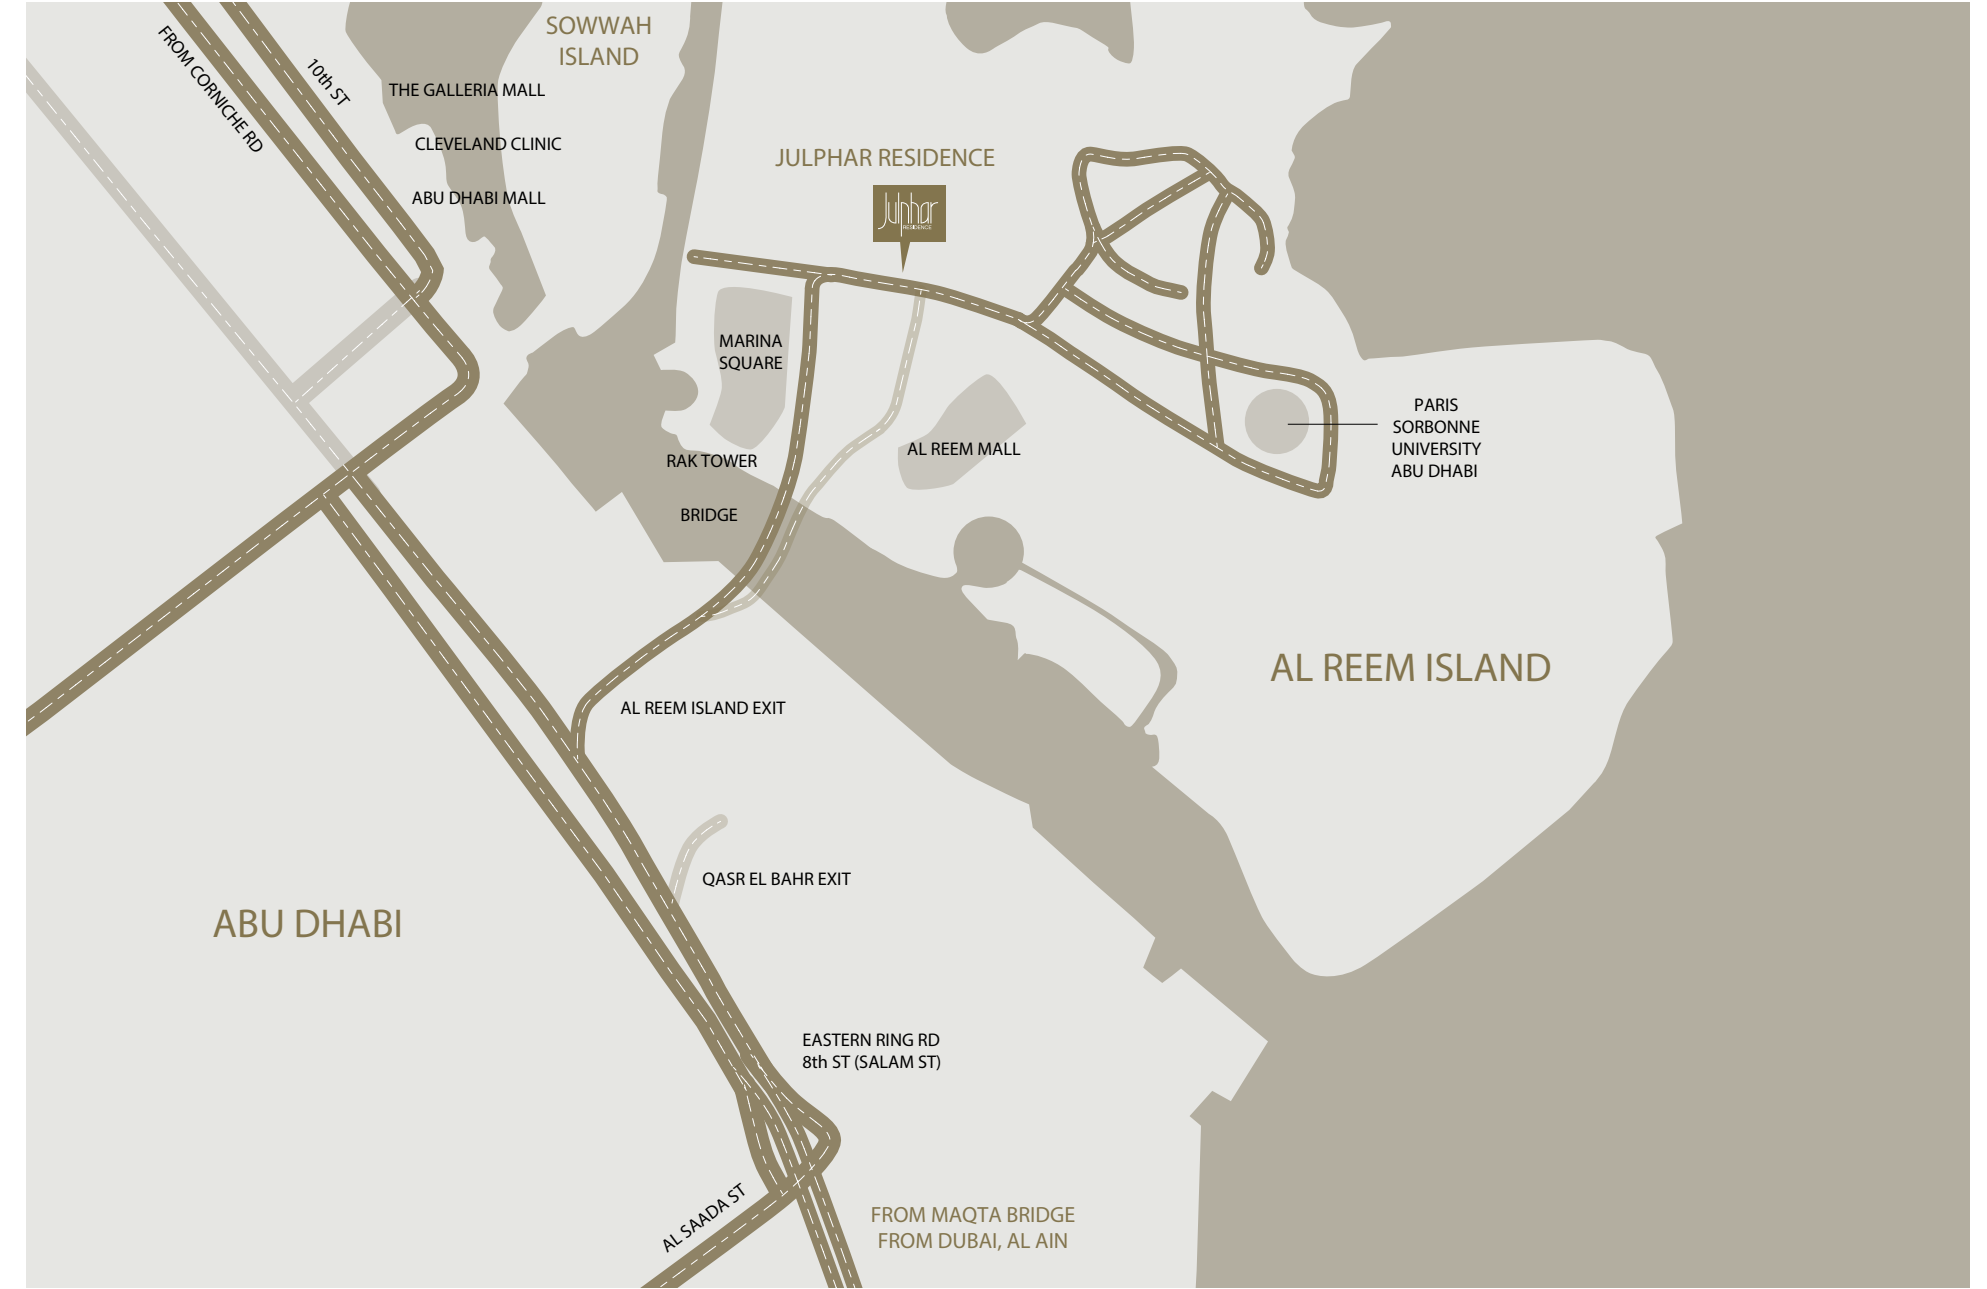 SOWWAH
ISLAND
FROM CORNICHE RD
10th ST
THE GALLERIA MALL
CLEVELAND CLINIC
ABU DHABI MALL
JULPHAR RESIDENCE
Julphar
RESIDENCE
MARINA
SQUARE
RAK TOWER
BRIDGE
AL REEM MALL
PARIS
SORBONNE
UNIVERSITY
ABU DHABI
AL REEM ISLAND
AL REEM ISLAND EXIT
QASR EL BAHR EXIT
ABU DHABI
EASTERN RING RD
8th ST (SALAM ST)
AL SAADA ST
FROM MAQTA BRIDGE
FROM DUBAI, AL AIN